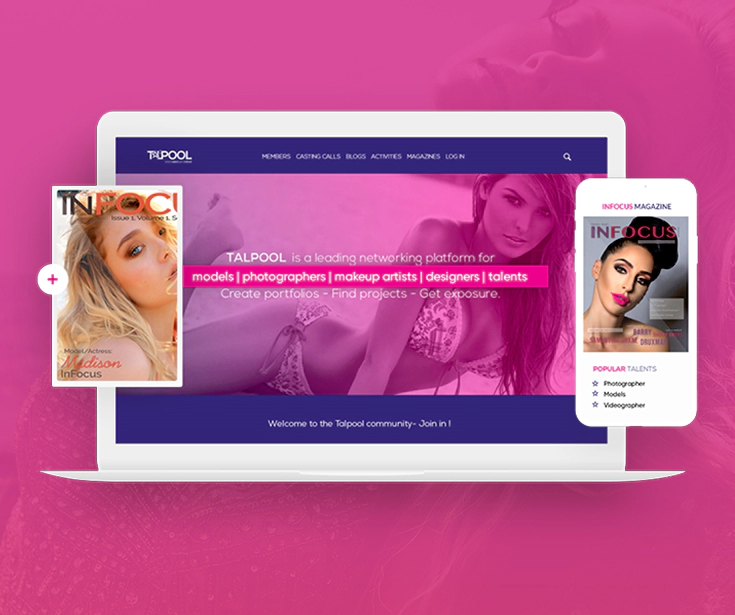 TALPOOL
MEMBERS CASTING CALLS BLOGS ACTIVITIES MAGAZINES LOG IN
TALPOOL is a leading networking platform for
models | photographers | makeup artists | designers | talents
Create portfolios - Find projects - Get exposure.
Welcome to the Talpool community- Join in !
INFOCU
Issue 1, Volume 1, S
+
Model/Actress:
Madison
InFocus
INFOCUS MAGAZINE
INFOCUS
DRUXMAN
POPULAR TALENTS
Photographer
Models
Videographer